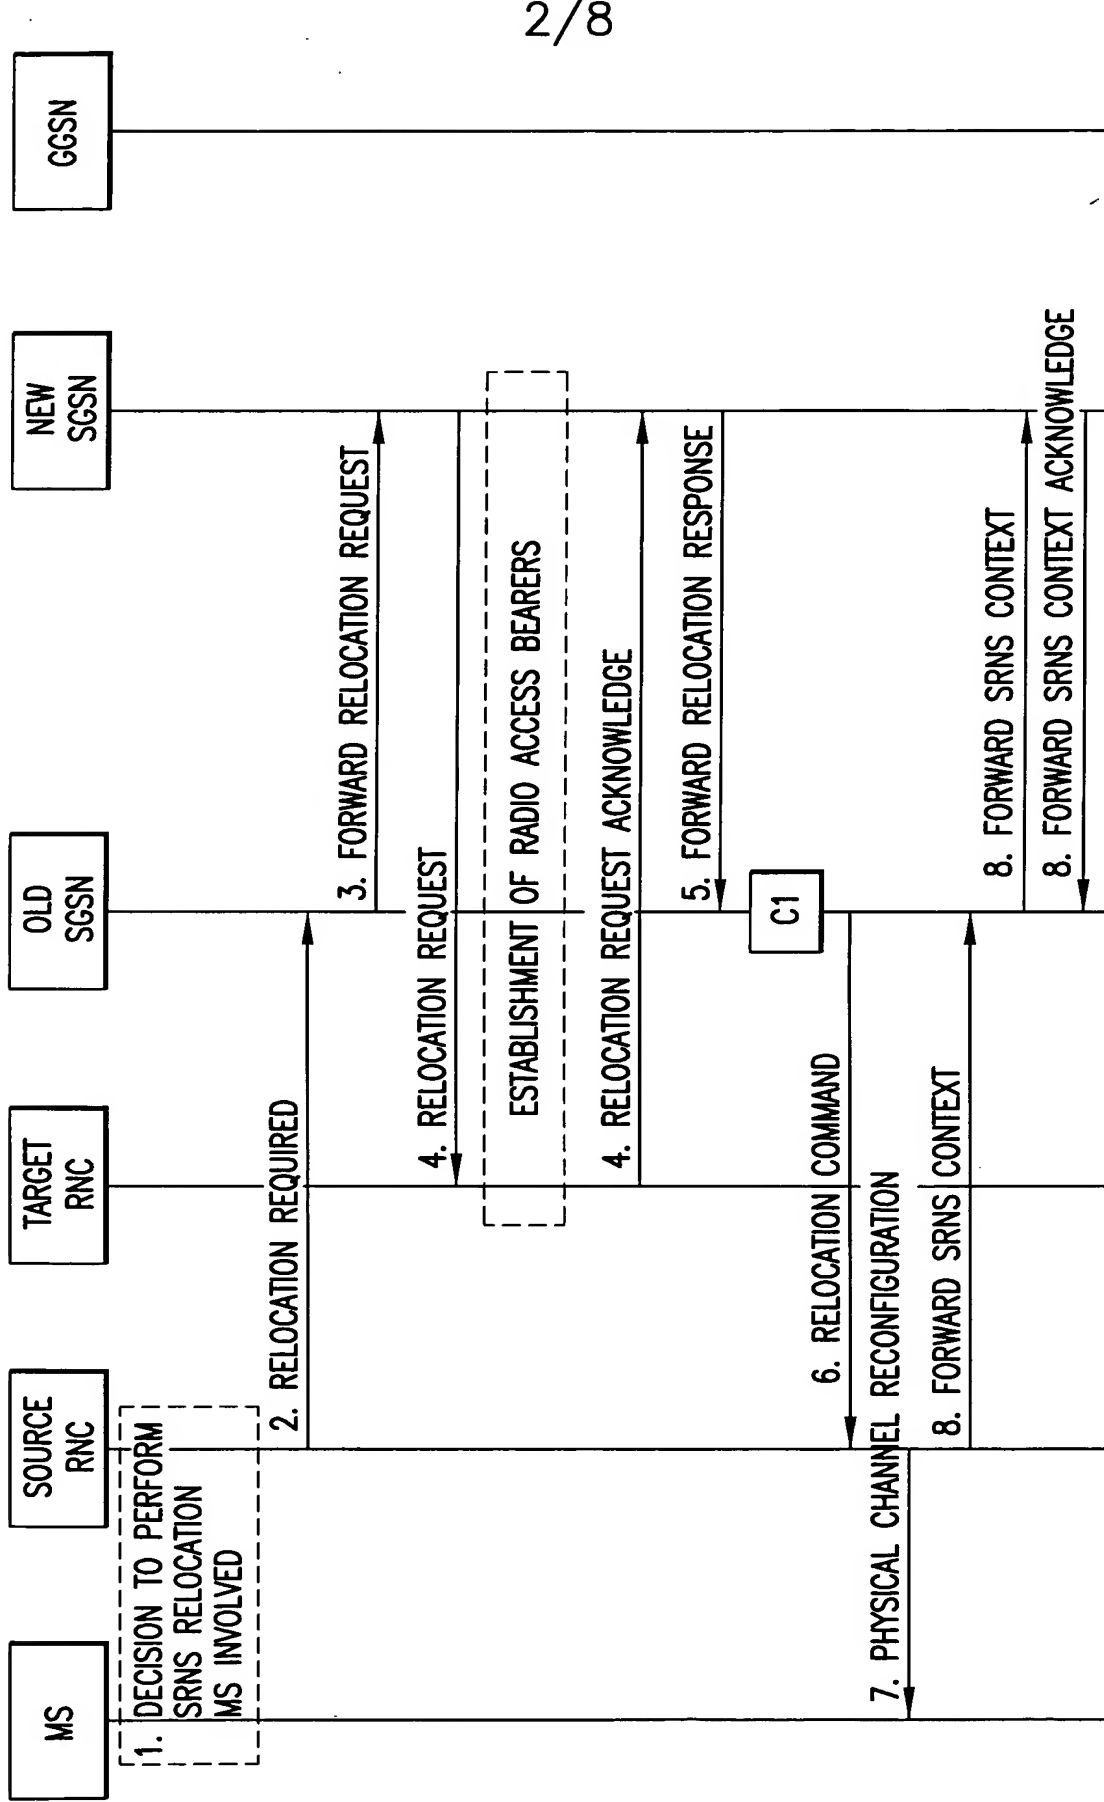 2/8
MS
SOURCE
RNC
TARGET
RNC
OLD
SGSN
NEW
SGSN
GGSN
1. DECISION TO PERFORM
SRNS RELOCATION
MS INVOLVED
2. RELOCATION REQUIRED
3. FORWARD RELOCATION REQUEST
4. RELOCATION REQUEST
ESTABLISHMENT OF RADIO ACCESS BEARERS
4. RELOCATION REQUEST ACKNOWLEDGE
5. FORWARD RELOCATION RESPONSE
C1
6. RELOCATION COMMAND
7. PHYSICAL CHANNEL RECONFIGURATION
8. FORWARD SRNS CONTEXT
8. FORWARD SRNS CONTEXT
8. FORWARD SRNS CONTEXT ACKNOWLEDGE